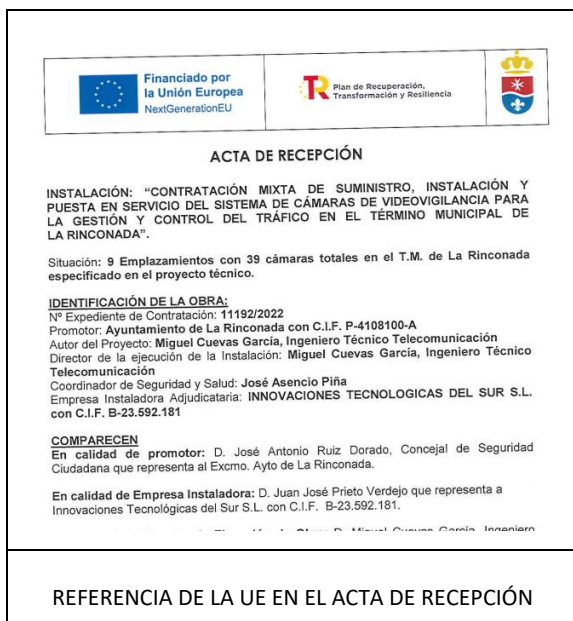 Financiado por
la Unión Europea
NextGenerationEU
Plan de Recuperación,
Transformación y Resiliencia
ACTA DE RECEPCIÓN
INSTALACIÓN: “CONTRATACIÓN MIXTA DE SUMINISTRO, INSTALACIÓN Y
PUESTA EN SERVICIO DEL SISTEMA DE CÁMARAS DE VIDEOVIGILANCIA PARA
LA GESTIÓN Y CONTROL DEL TRÁFICO EN EL TÉRMINO MUNICIPAL DE
LA RINCONADA”.
Situación: 9 Emplazamientos con 39 cámaras totales en el T.M. de La Rinconada
especificado en el proyecto técnico.
IDENTIFICACIÓN DE LA OBRA:
Nº Expediente de Contratación: 11192/2022
Promotor: Ayuntamiento de La Rinconada con C.I.F. P-4108100-A
Autor del Proyecto: Miguel Cuevas García, Ingeniero Técnico Telecomunicación
Director de la ejecución de la Instalación: Miguel Cuevas García, Ingeniero Técnico
Telecomunicación
Coordinador de Seguridad y Salud: José Asencio Piña
Empresa Instaladora Adjudicataria: INNOVACIONES TECNOLOGICAS DEL SUR S.L.
con C.I.F. B-23.592.181
COMPARECEN
En calidad de promotor: D. José Antonio Ruiz Dorado, Concejal de Seguridad
Ciudadana que representa al Excmo. Ayto de La Rinconada.
En calidad de Empresa Instaladora: D. Juan José Prieto Verdejo que representa a
Innovaciones Tecnológicas del Sur S.L. con C.I.F. B-23.592.181.
D. Miguel Cuevas García, Ingeniero
REFERENCIA DE LA UE EN EL ACTA DE RECEPCIÓN